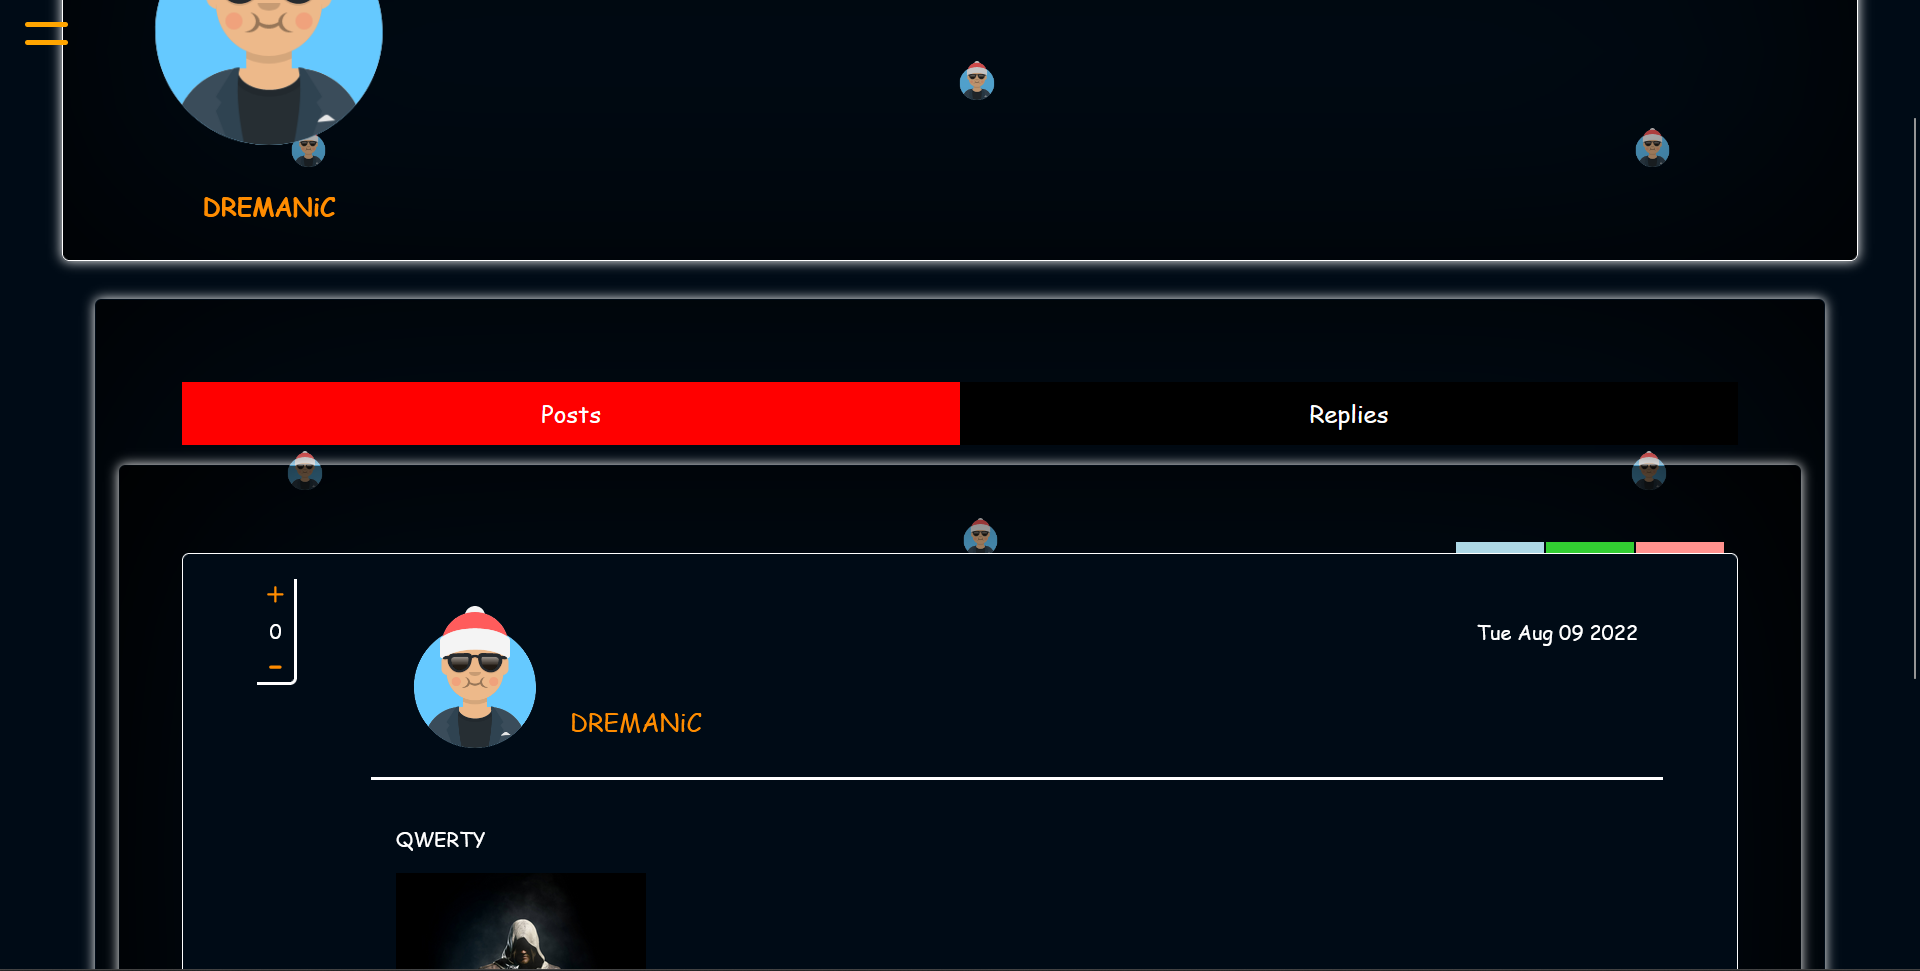 DREMANiC
Posts
Replies
+
0
-
Tue Aug 09 2022
DREMANiC
QWERTY